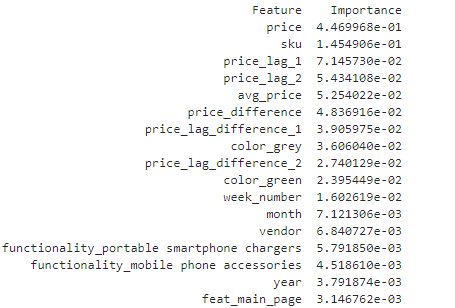 Feature Importance
price 4.469968e-01
sku 1.454906e-01
price_lag_1 7.145730e-02
price_lag_2 5.434108e-02
avg_price 5.254022e-02
price_difference 4.836916e-02
price_lag_difference_1 3.905975e-02
color_grey 3.606040e-02
price_lag_difference_2 2.740129e-02
color_green 2.395449e-02
week_number 1.602619e-02
month 7.121306e-03
vendor 6.840727e-03
functionality_portable smartphone chargers 5.791850e-03
functionality_mobile phone accessories 4.518610e-03
year 3.791874e-03
feat_main_page 3.146762e-03